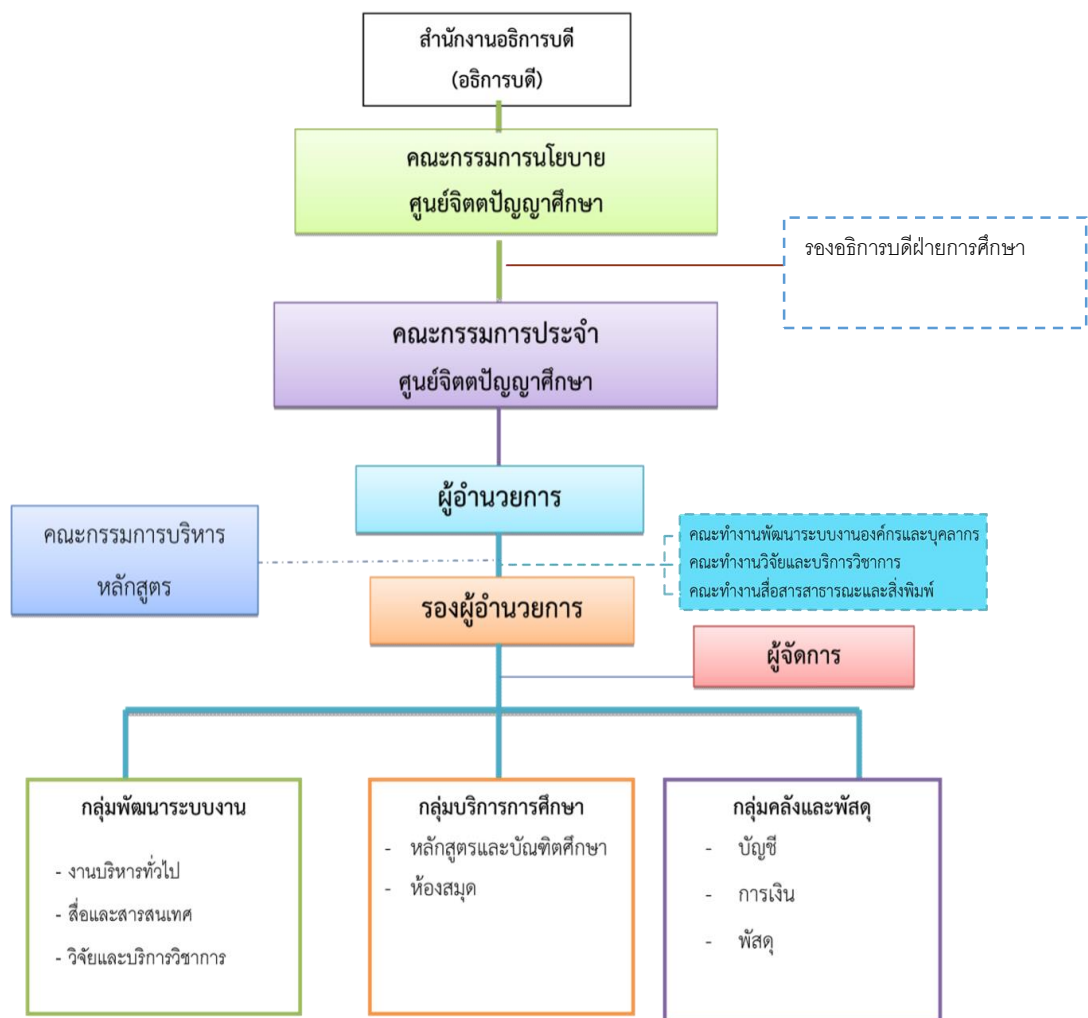 สำนักงานอธิการบดี
(อธิการบดี)
คณะกรรมการนโยบาย
ศูนย์จิตตปัญญาศึกษา
รองอธิการบดีฝ่ายการศึกษา
คณะกรรมการประจำ
ศูนย์จิตตปัญญาศึกษา
ผู้อำนวยการ
คณะกรรมการบริหาร
หลักสูตร
คณะทำงานพัฒนาระบบงานองค์กรและบุคลากร
คณะทำงานวิจัยและบริการวิชาการ
คณะทำงานสื่อสารสาธารณะและสิ่งพิมพ์
รองผู้อำนวยการ
ผู้จัดการ
กลุ่มพัฒนาระบบงาน
- งานบริหารทั่วไป
- สื่อและสารสนเทศ
- วิจัยและบริการวิชาการ
กลุ่มบริการการศึกษา
- หลักสูตรและบัณฑิตศึกษา
- ห้องสมุด
กลุ่มคลังและพัสดุ
- บัญชี
- การเงิน
- พัสดุ